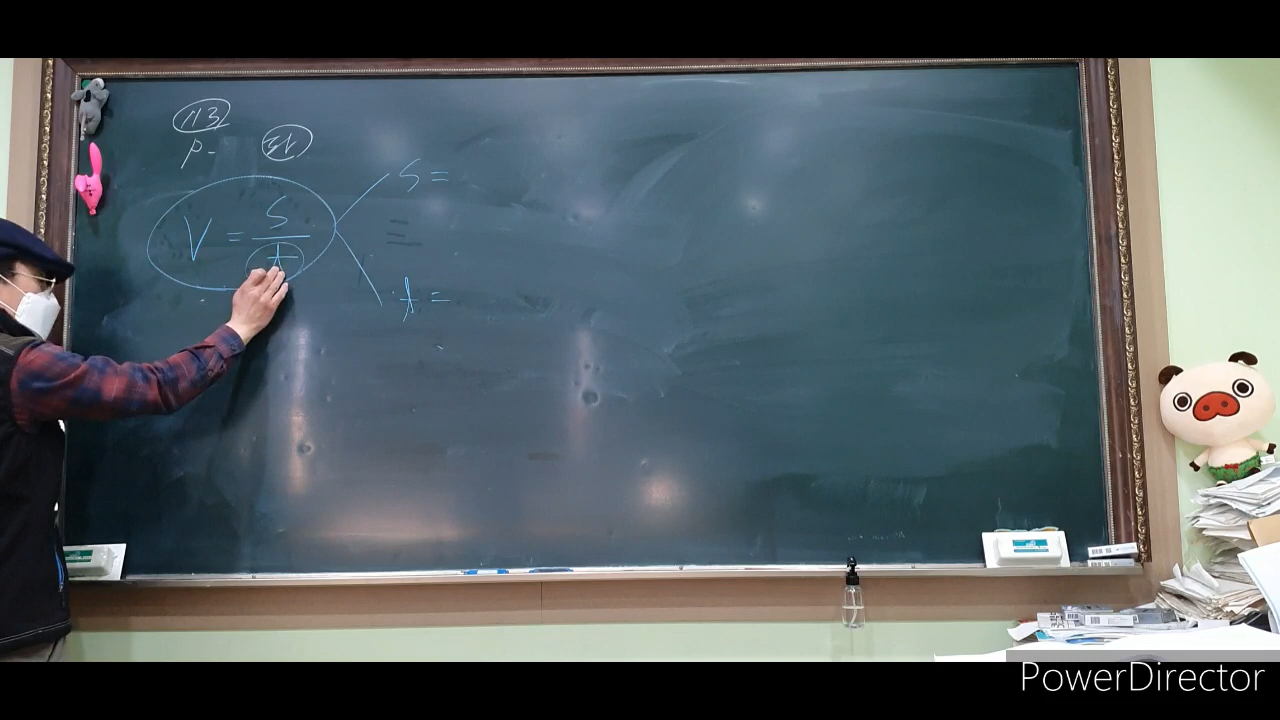 113
P-
V = S/t
S =
t =
PowerDirector